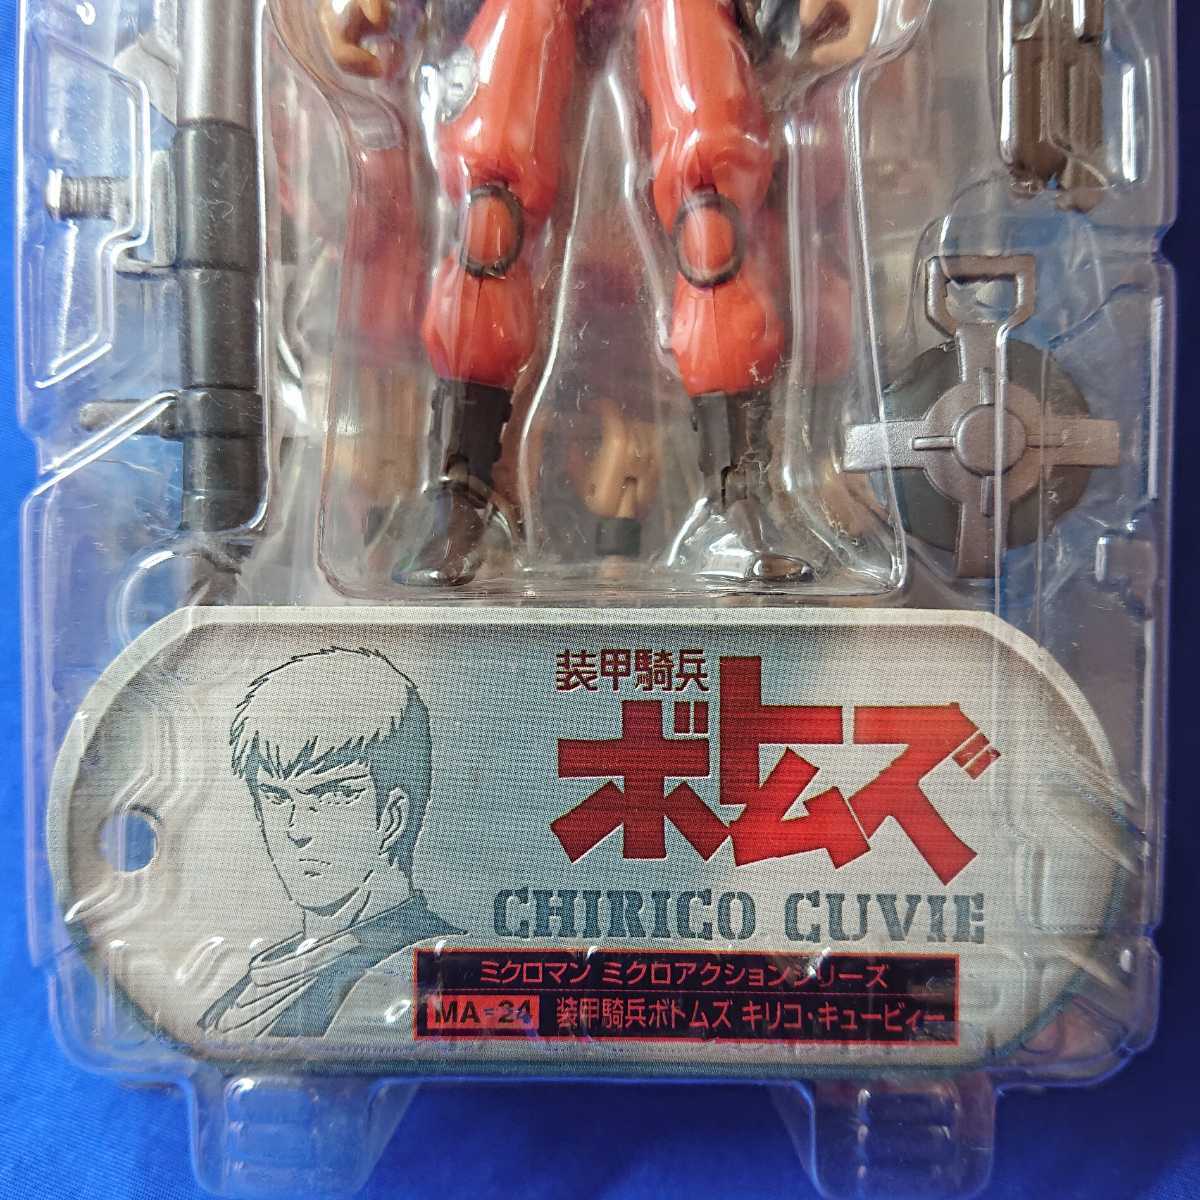 装甲騎兵
ボトムズ
CHIRICO CUVIE
ミクロマン ミクロアクションシリーズ
MA-24 装甲騎兵ボトムズ キリコ・キュービィー